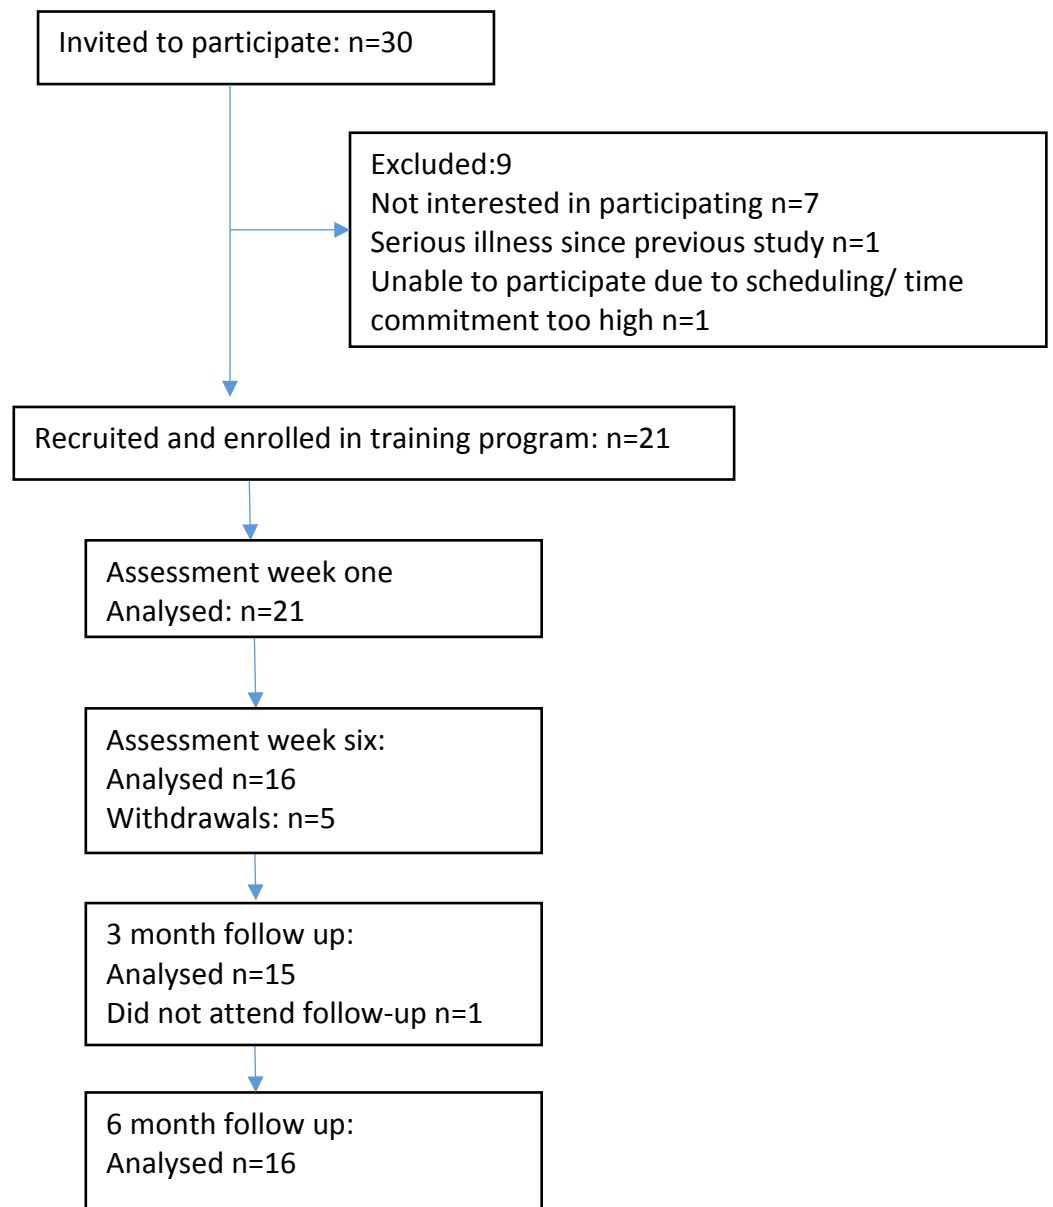 Invited to participate: n=30
Excluded:9
Not interested in participating n=7
Serious illness since previous study n=1
Unable to participate due to scheduling/ time
commitment too high n=1
Recruited and enrolled in training program: n=21
Assessment week one
Analysed: n=21
Assessment week six:
Analysed n=16
Withdrawals: n=5
3 month follow up:
Analysed n=15
Did not attend follow-up n=1
6 month follow up:
Analysed n=16